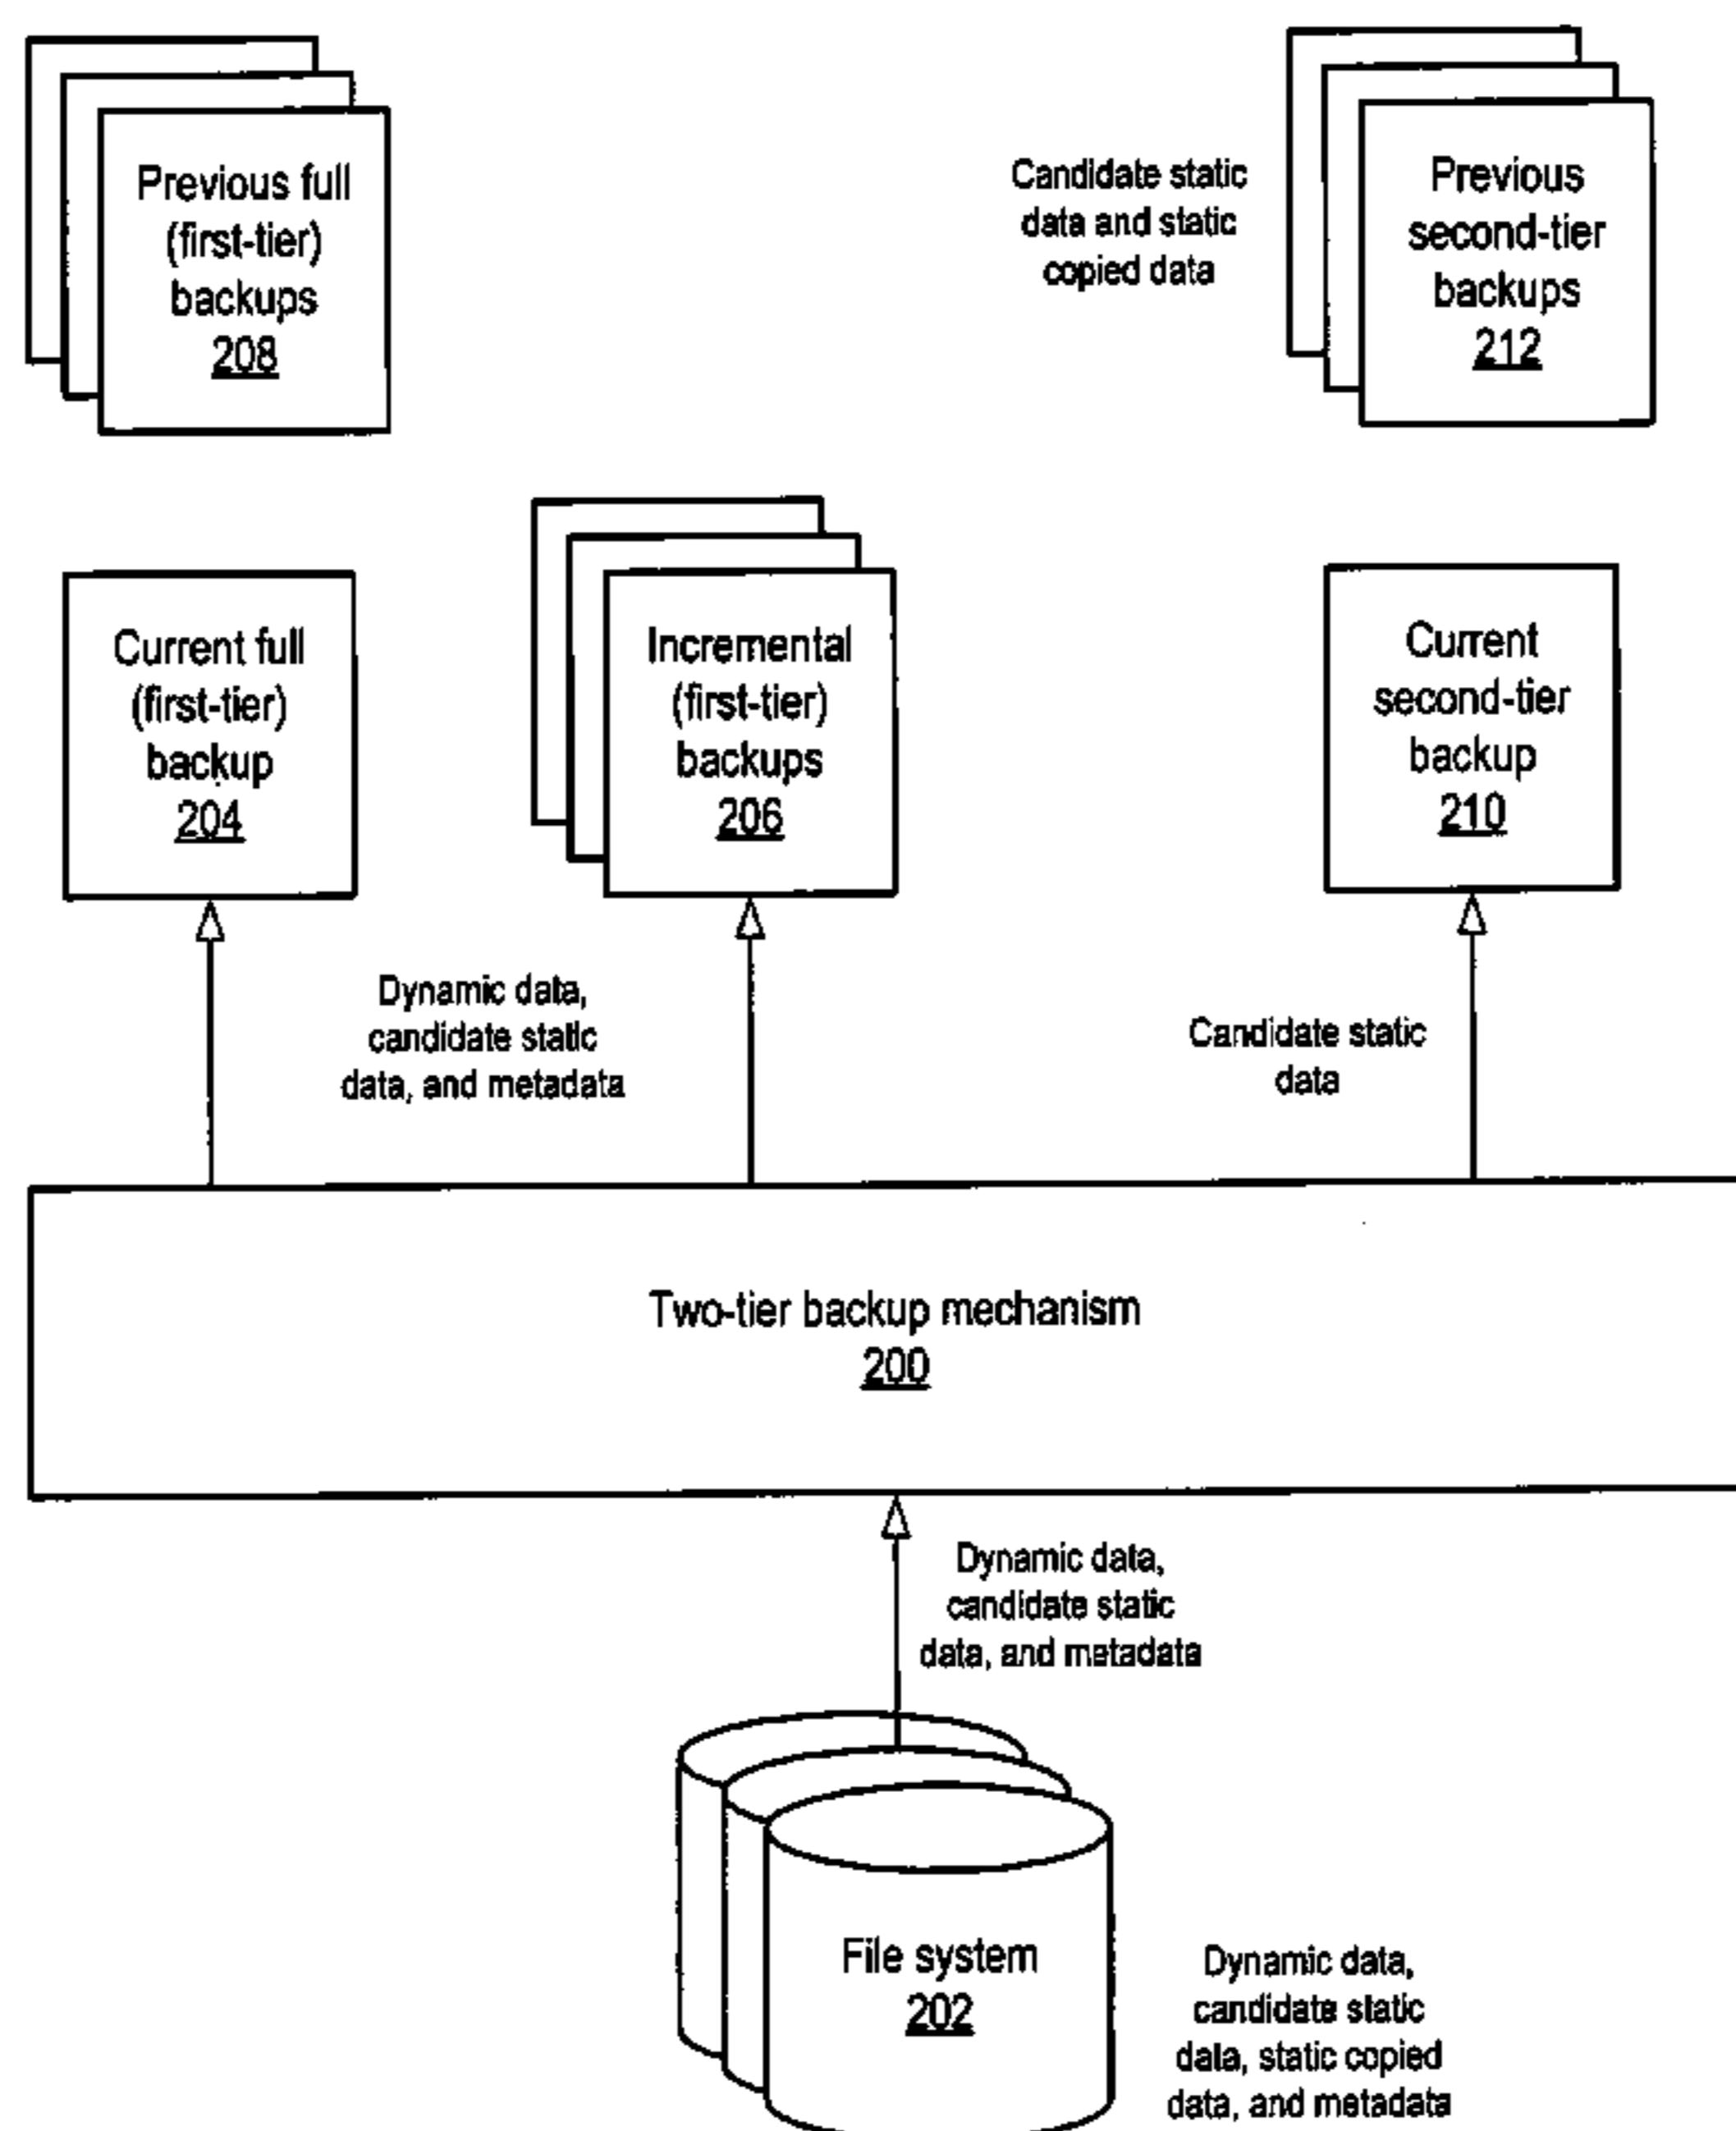 Previous full
(first-tier)
backups
208
Candidate static
data and static
copied data
Previous
second-tier
backups
212
Current full
(first-tier)
backup
204
Incremental
(first-tier)
backups
206
Current
second-tier
backup
210
Dynamic data,
candidate static
data, and metadata
Candidate static
data
Two-tier backup mechanism
200
Dynamic data,
candidate static
data, and metadata
File system
202
Dynamic data,
candidate static
data, static copied
data, and metadata